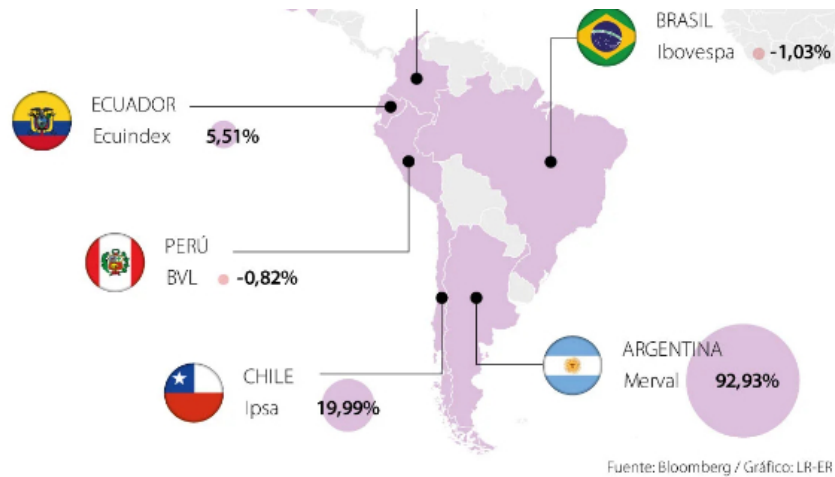 BRASIL
Ibovespa -1,03%
ECUADOR
Ecuindex 5,51%
PERÚ
BVL -0,82%
ARGENTINA
Merval 92,93%
CHILE
Ipsa 19,99%
Fuente: Bloomberg / Gráfico: LR-ER